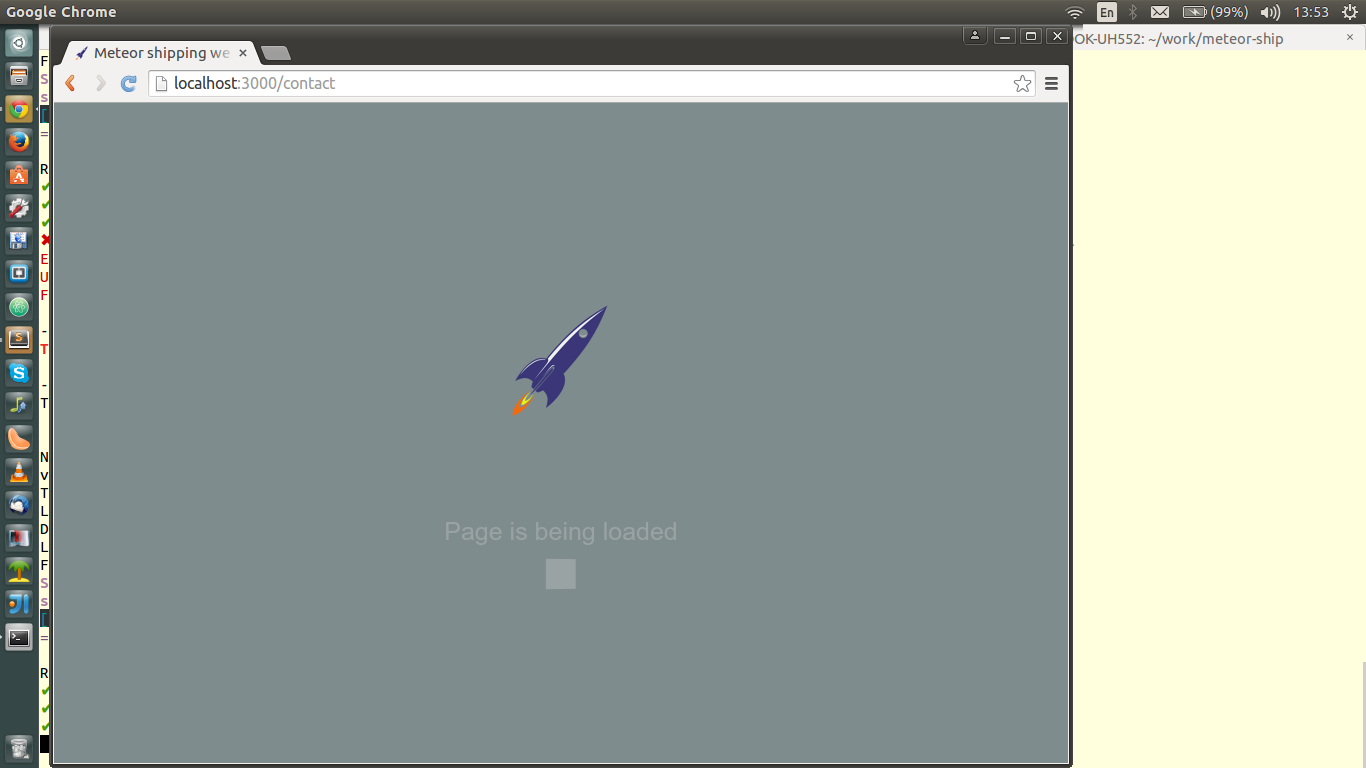 Google Chrome
En
(99%)
13:53
Meteor shipping we
OK-UH552: ~/work/meteor-ship
localhost:3000/contact
F
S
s
[
=
R
✔
✔
✔
✖
E
U
F
-
T
-
T
N
v
T
L
D
L
F
S
s
[
=
R
✔
✔
✔
Page is being loaded